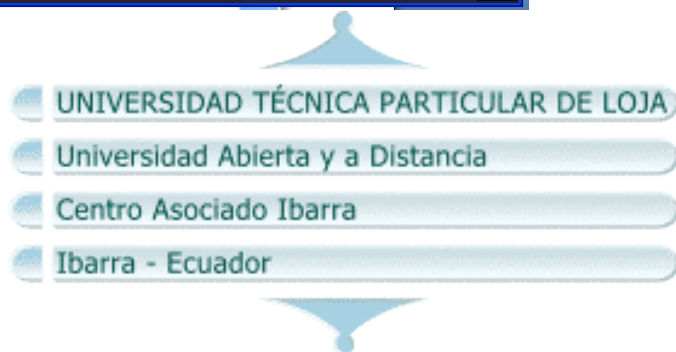 UNIVERSIDAD TÉCNICA PARTICULAR DE LOJA
Universidad Abierta y a Distancia
Centro Asociado Ibarra
Ibarra - Ecuador